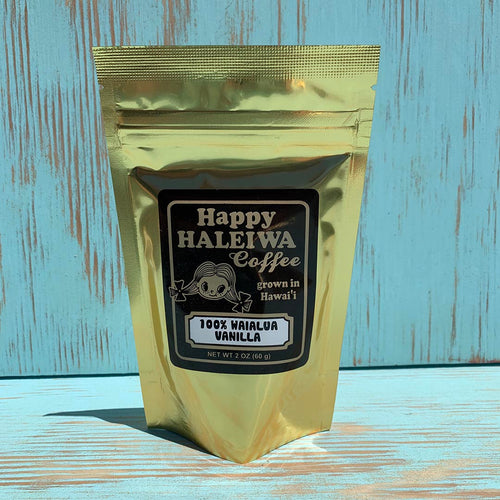 Happy
HALEIWA
Coffee
grown in
Hawai'i
100% WAIALUA
VANILLA
NET WT 2 OZ (60 g)